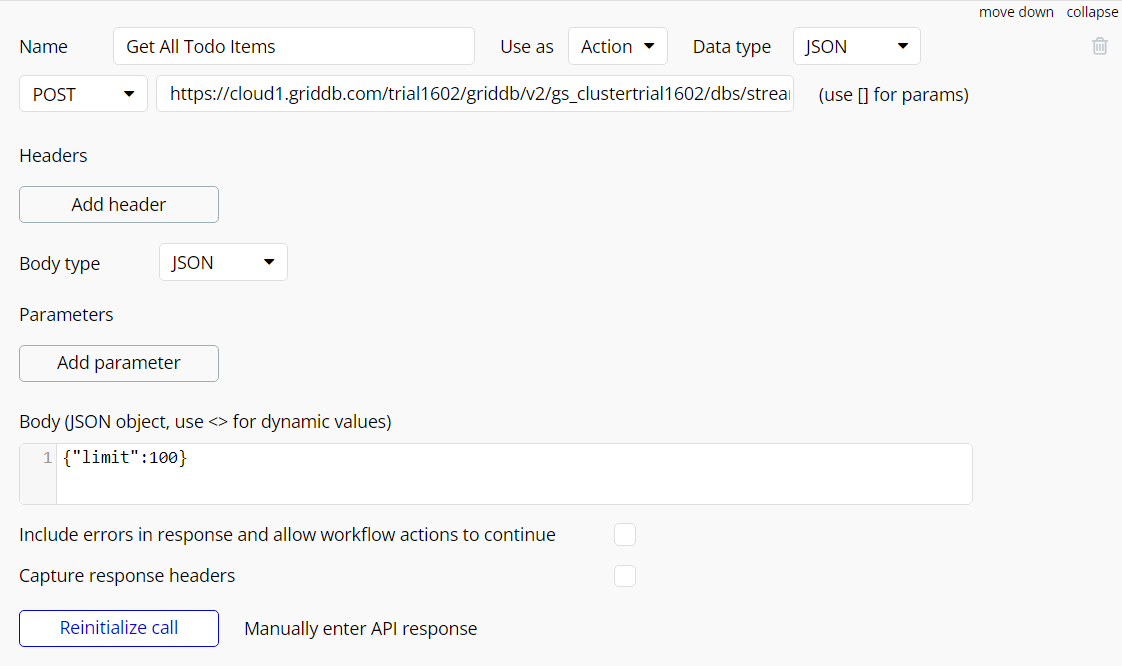 move down collapse
Name Get All Todo Items Use as Action Data type JSON
POST https://cloud1.griddb.com/trial1602/griddb/v2/gs_clustertrial1602/dbs/strea (use [] for params)
Headers
Add header
Body type JSON
Parameters
Add parameter
Body (JSON object, use <> for dynamic values)
1 {"limit":100}
Include errors in response and allow workflow actions to continue
Capture response headers
Reinitialize call Manually enter API response